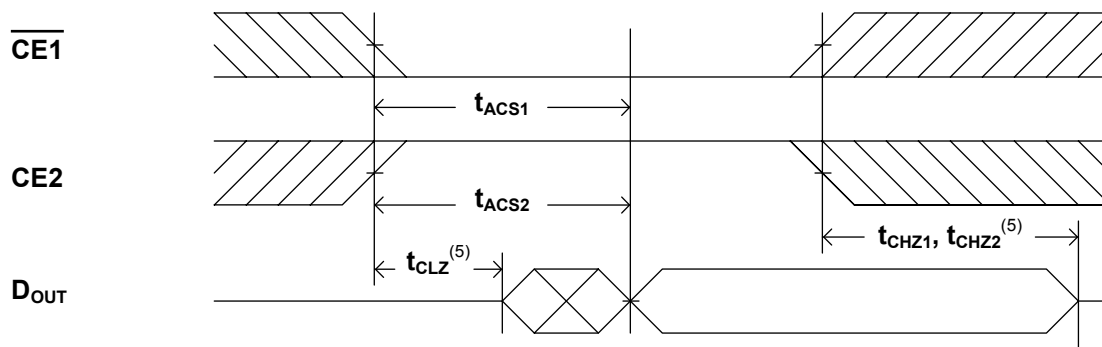 CE1
tACS1
CE2
tACS2
tCHZ1, tCHZ2(5)
tCLZ(5)
DOUT